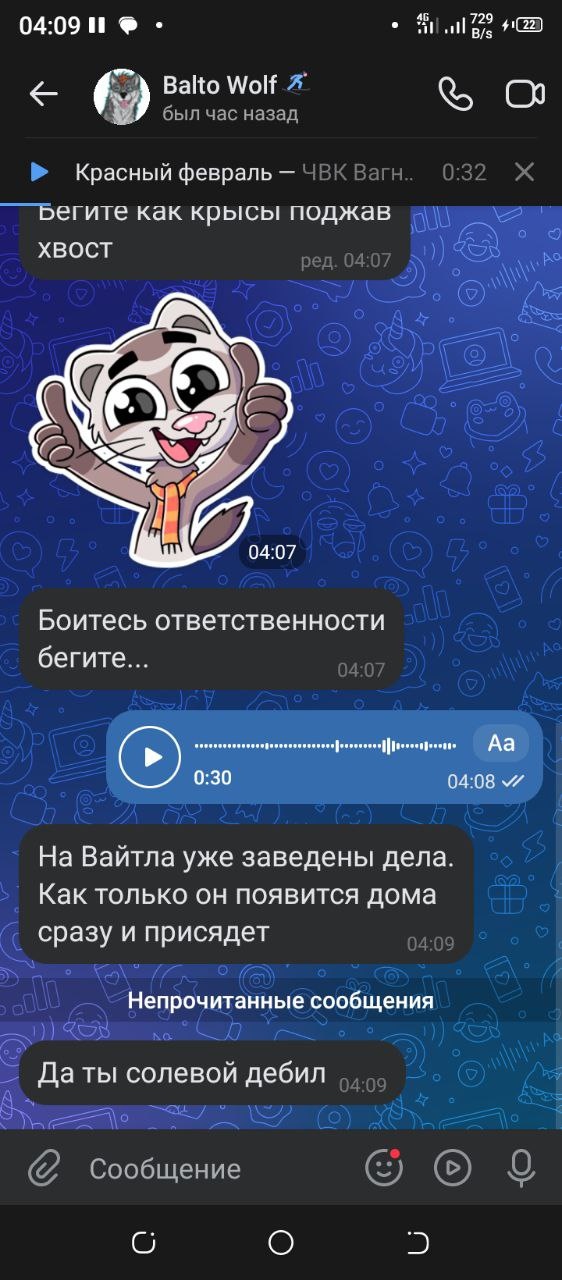 04:09
4G
729
B/s
22
Balto Wolf
был час назад
Красный февраль — ЧВК Вагн.. 0:32
Бегите как крысы поджав
хвост
ред. 04:07
04:07
Боитесь ответственности
бегите...
04:07
Aa
0:30
04:08
На Вайтла уже заведены дела.
Как только он появится дома
сразу и присядет
04:09
Непрочитанные сообщения
Да ты солевой дебил
04:09
Сообщение